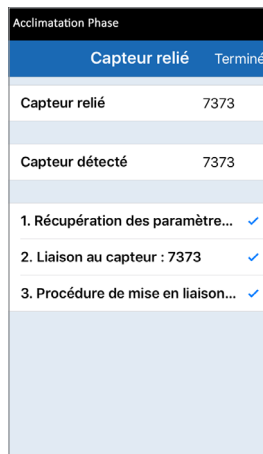 Acclimatation Phase
Capteur relié Terminé
Capteur relié 7373
Capteur détecté 7373
1. Récupération des paramètre...
2. Liaison au capteur : 7373
3. Procédure de mise en liaison...